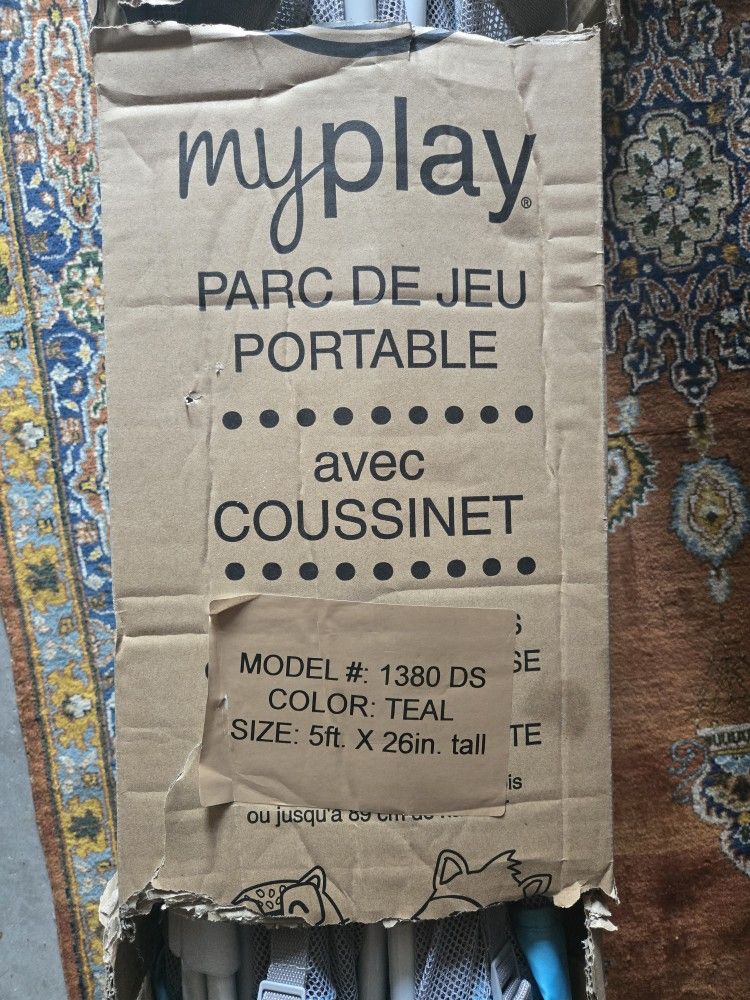 myplay®
PARC DE JEU
PORTABLE
avec
COUSSINET
MODEL #: 1380 DS
COLOR: TEAL
SIZE: 5ft. X 26in. tall
ou jusqu'à 89 cm de